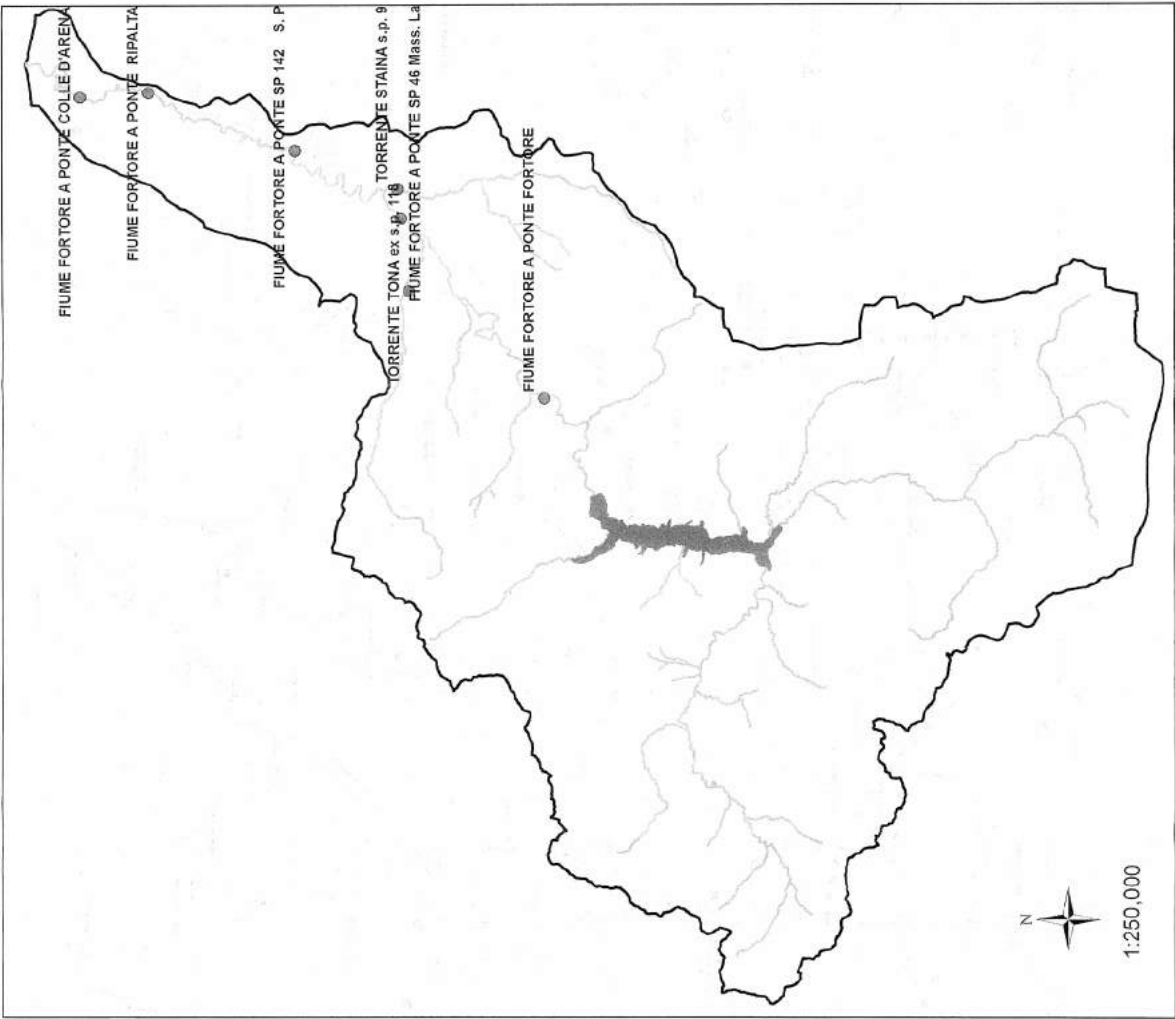 FIUME FORTORE A PONTE COLLE D'ARENA
FIUME FORTORE A PONTE RIPALTA
FIUME FORTORE A PONTE SP 142 S. P
TORRENTE TONA ex s.p. 118
TORRENTE STAINA s.p. 9
FIUME FORTORE A PONTE SP 46 Mass. La
FIUME FORTORE A PONTE FORTORE
N
1:250,000